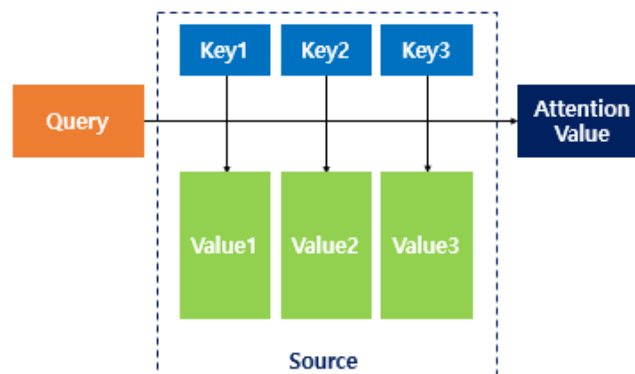 Key1 Key2 Key3
Query
Attention
Value
Value1 Value2 Value3
Source